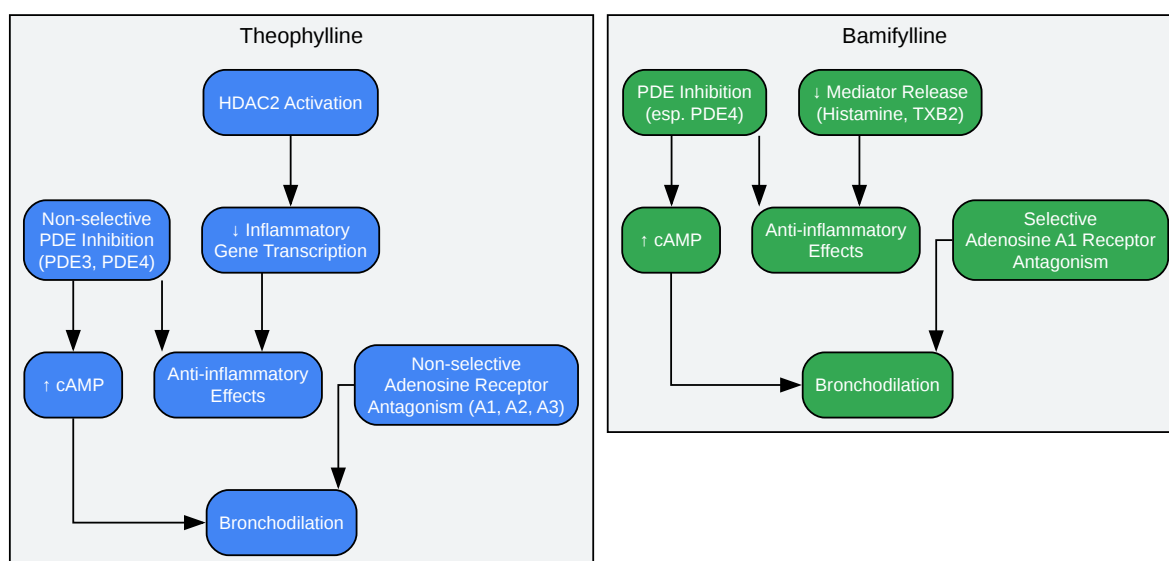 Theophylline
HDAC2 Activation
Non-selective
PDE Inhibition
(PDE3, PDE4)
↓ Inflammatory
Gene Transcription
↑ cAMP
Anti-inflammatory
Effects
Non-selective
Adenosine Receptor
Antagonism (A1, A2, A3)
Bronchodilation
Bamifylline
PDE Inhibition
(esp. PDE4)
↓ Mediator Release
(Histamine, TXB2)
↑ cAMP
Anti-inflammatory
Effects
Selective
Adenosine A1 Receptor
Antagonism
Bronchodilation